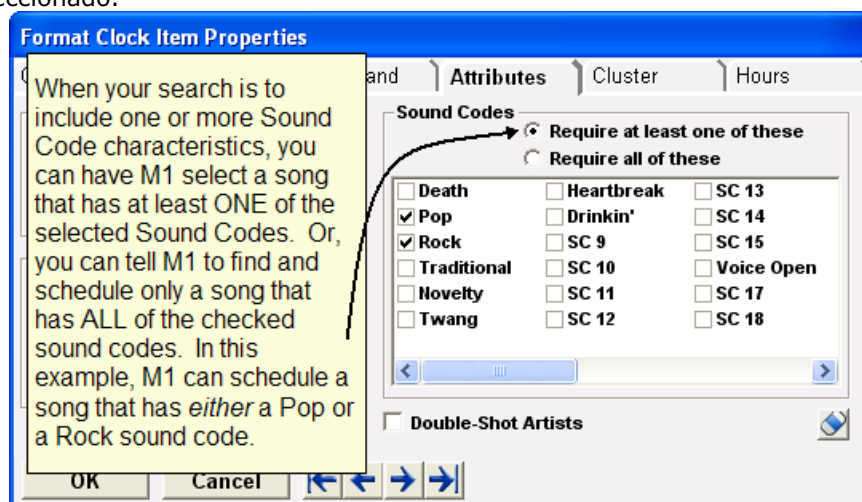 eccionado.
Format Clock Item Properties
and Attributes Cluster Hours
When your search is to
include one or more Sound
Code characteristics, you
can have M1 select a song
that has at least ONE of the
selected Sound Codes. Or,
you can tell M1 to find and
schedule only a song that
has ALL of the checked
sound codes. In this
example, M1 can schedule a
song that has either a Pop or
a Rock sound code.
Sound Codes
Require at least one of these
Require all of these
Death Heartbreak SC 13
Pop Drinkin' SC 14
Rock SC 9 SC 15
Traditional SC 10 Voice Open
Novelty SC 11 SC 17
Twang SC 12 SC 18
Double-Shot Artists
OK Cancel